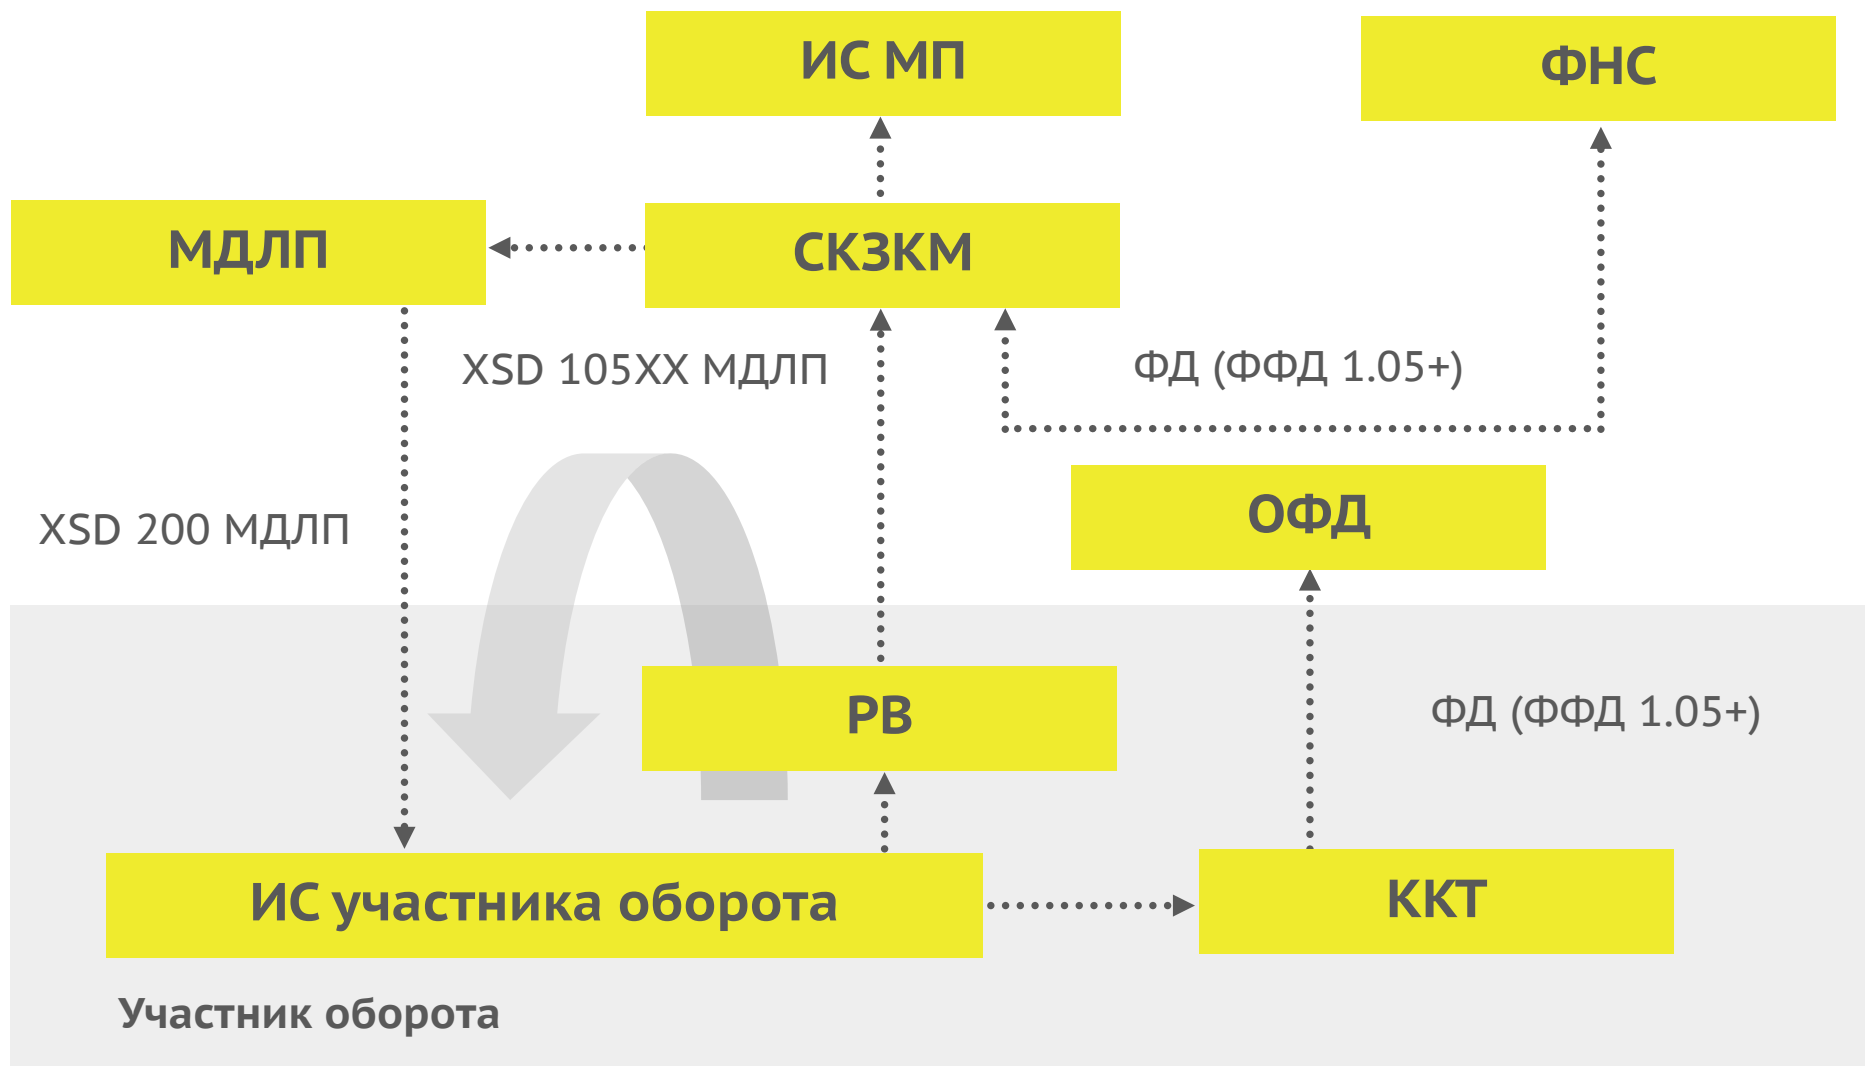 ИС МП
ФНС
МДЛП
СКЗКМ
XSD 105XX МДЛП
ФД (ФФД 1.05+)
ОФД
XSD 200 МДЛП
РВ
ФД (ФФД 1.05+)
ИС участника оборота
ККТ
Участник оборота